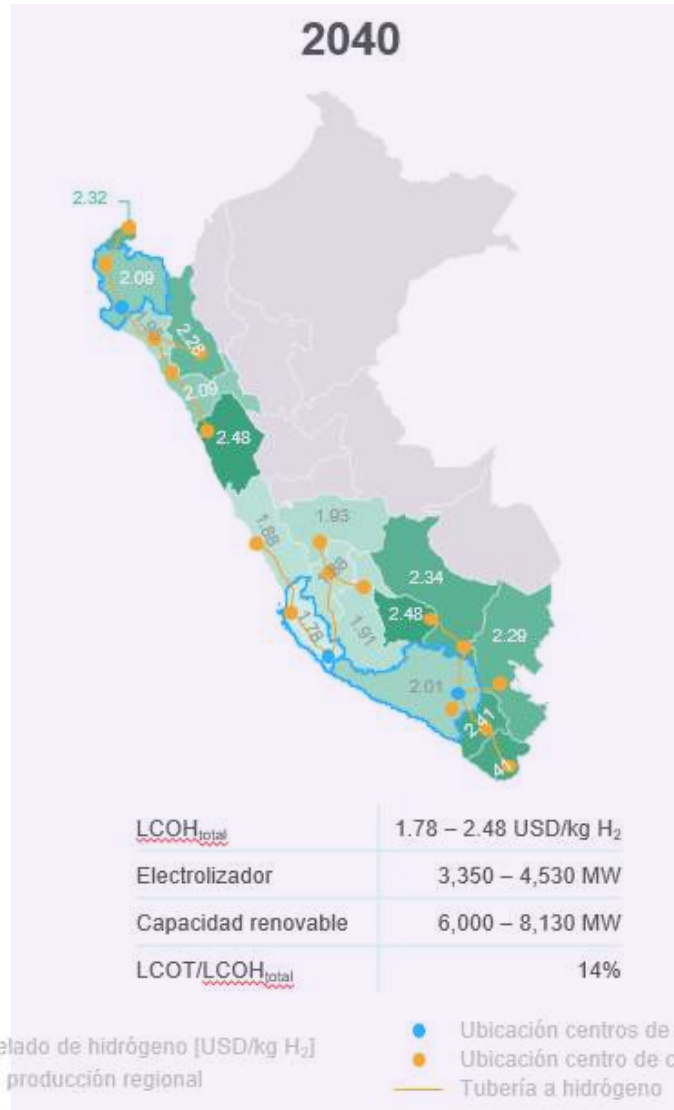 2040
2.32
2.09
2.28
2.09
2.48
1.88
1.93
2.34
2.48
2.29
1.91
1.78
2.01
2.41
41
LCOHtotal 1.78 – 2.48 USD/kg H₂
Electrolizador 3,350 – 4,530 MW
Capacidad renovable 6,000 – 8,130 MW
LCOT/LCOHtotal 14%
elado de hidrógeno [USD/kg H₂]
producción regional
Ubicación centros de
Ubicación centro de
Tubería a hidrógeno